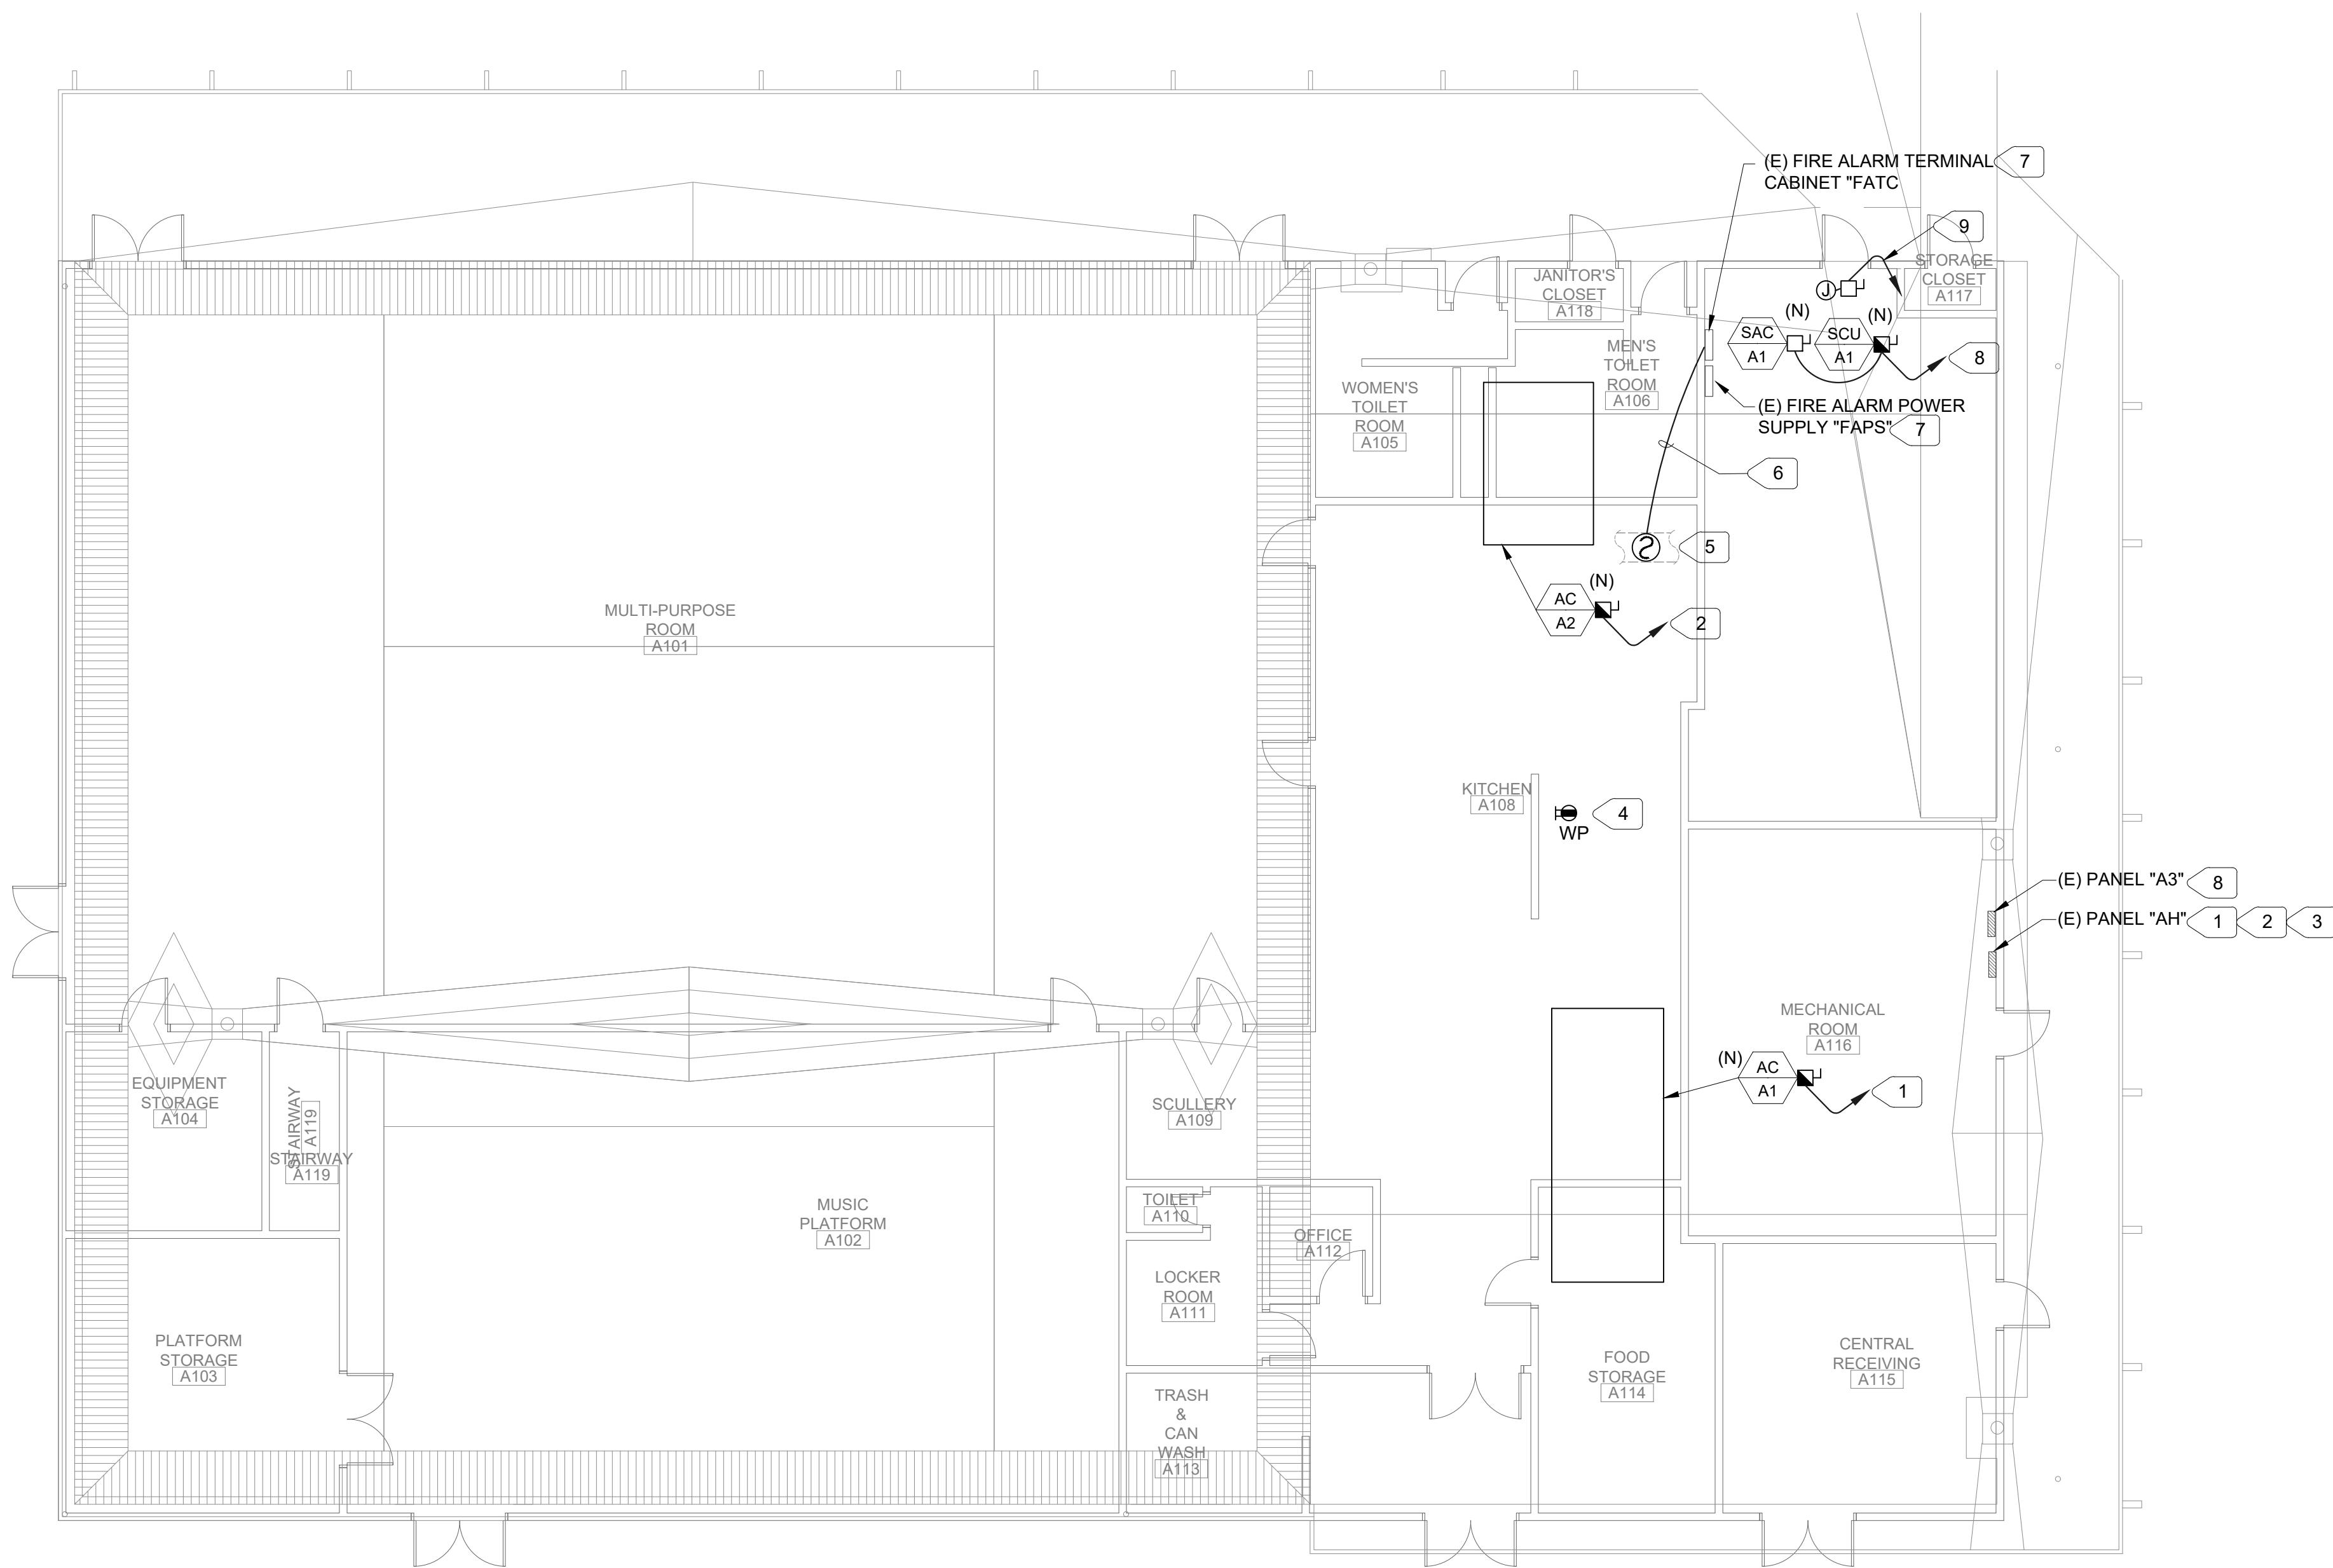 (E) FIRE ALARM TERMINAL 7
CABINET "FATC
9
STORAGE
CLOSET
A117
JANITOR'S
CLOSET
A118
J
(N)
(N)
SAC
A1
SCU
A1
8
MEN'S
TOILET
ROOM
A106
WOMEN'S
TOILET
ROOM
A105
(E) FIRE ALARM POWER
SUPPLY "FAPS" 7
6
5
(N)
AC
A2
2
MULTI-PURPOSE
ROOM
A101
KITCHEN
A108
WP
4
(E) PANEL "A3" 8
(E) PANEL "AH" 1 2 3
MECHANICAL
ROOM
A116
(N)
AC
A1
1
EQUIPMENT
STORAGE
A104
STAIRWAY
A119
STAIRWAY
A119
SCULLERY
A109
MUSIC
PLATFORM
A102
TOILET
A110
OFFICE
A112
LOCKER
ROOM
A111
PLATFORM
STORAGE
A103
FOOD
STORAGE
A114
CENTRAL
RECEIVING
A115
TRASH
&
CAN
WASH
A113